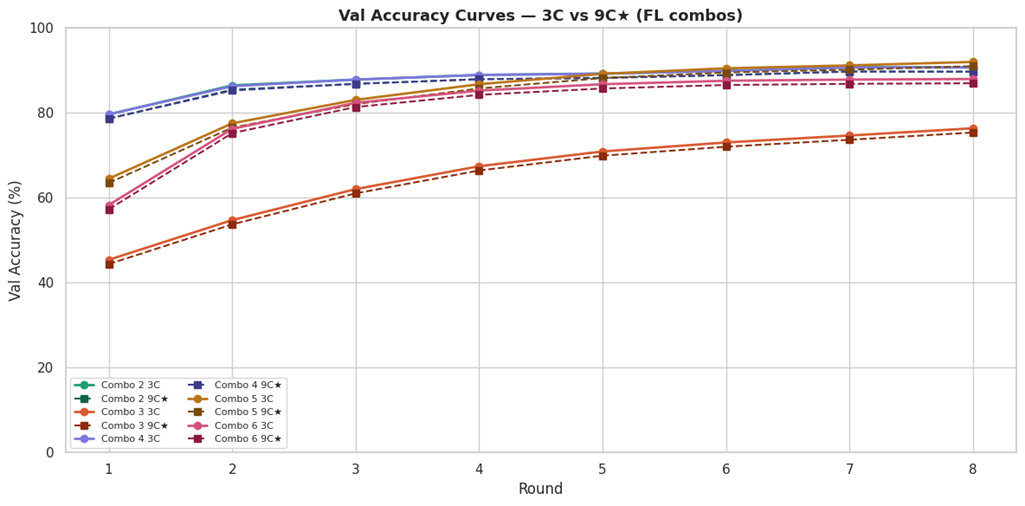 Val Accuracy Curves — 3C vs 9C★ (FL combos)
Val Accuracy (%)
100
80
60
40
20
0
Combo 2 3C
Combo 2 9C★
Combo 3 3C
Combo 3 9C★
Combo 4 3C
Combo 4 9C★
Combo 5 3C
Combo 5 9C★
Combo 6 3C
Combo 6 9C★
1 2 3 4 5 6 7 8
Round